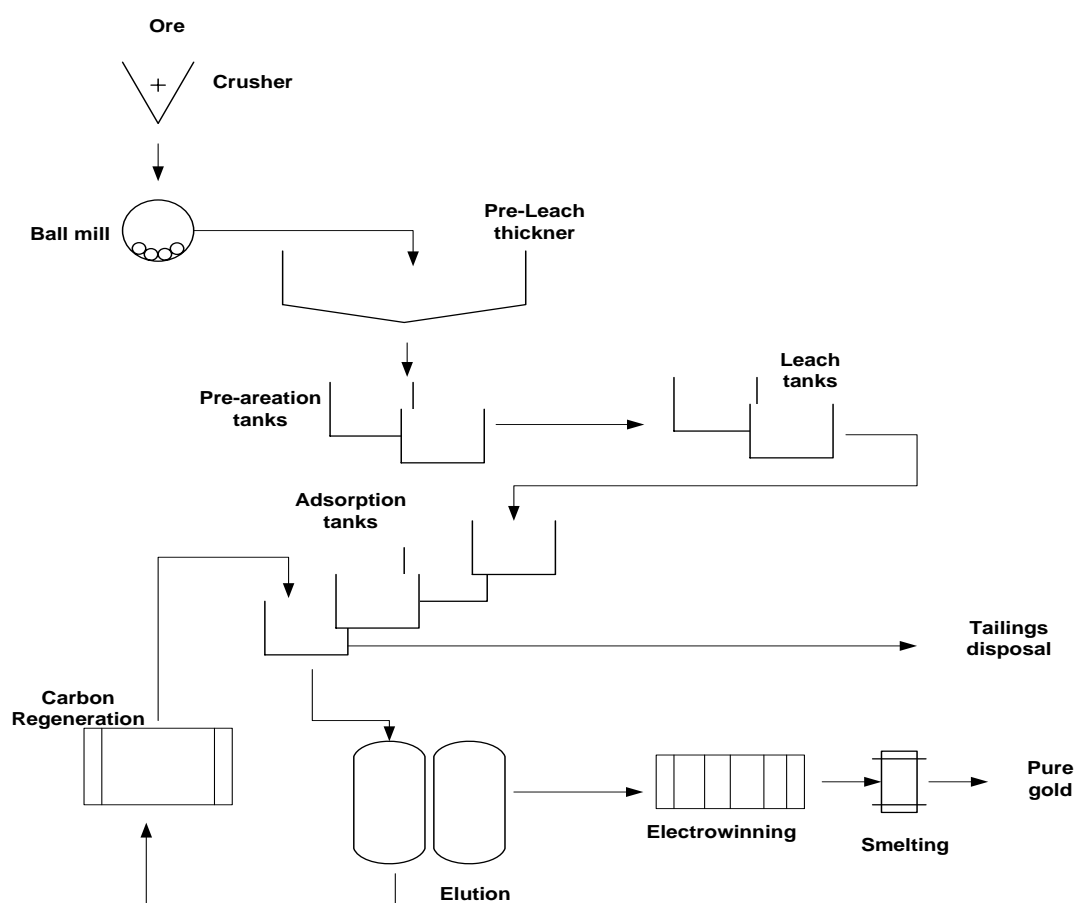 Ore
Crusher
Ball mill
Pre-Leach
thickner
Pre-areation
tanks
Leach
tanks
Adsorption
tanks
Tailings
disposal
Carbon
Regeneration
Pure
gold
Electrowinning
Smelting
Elution